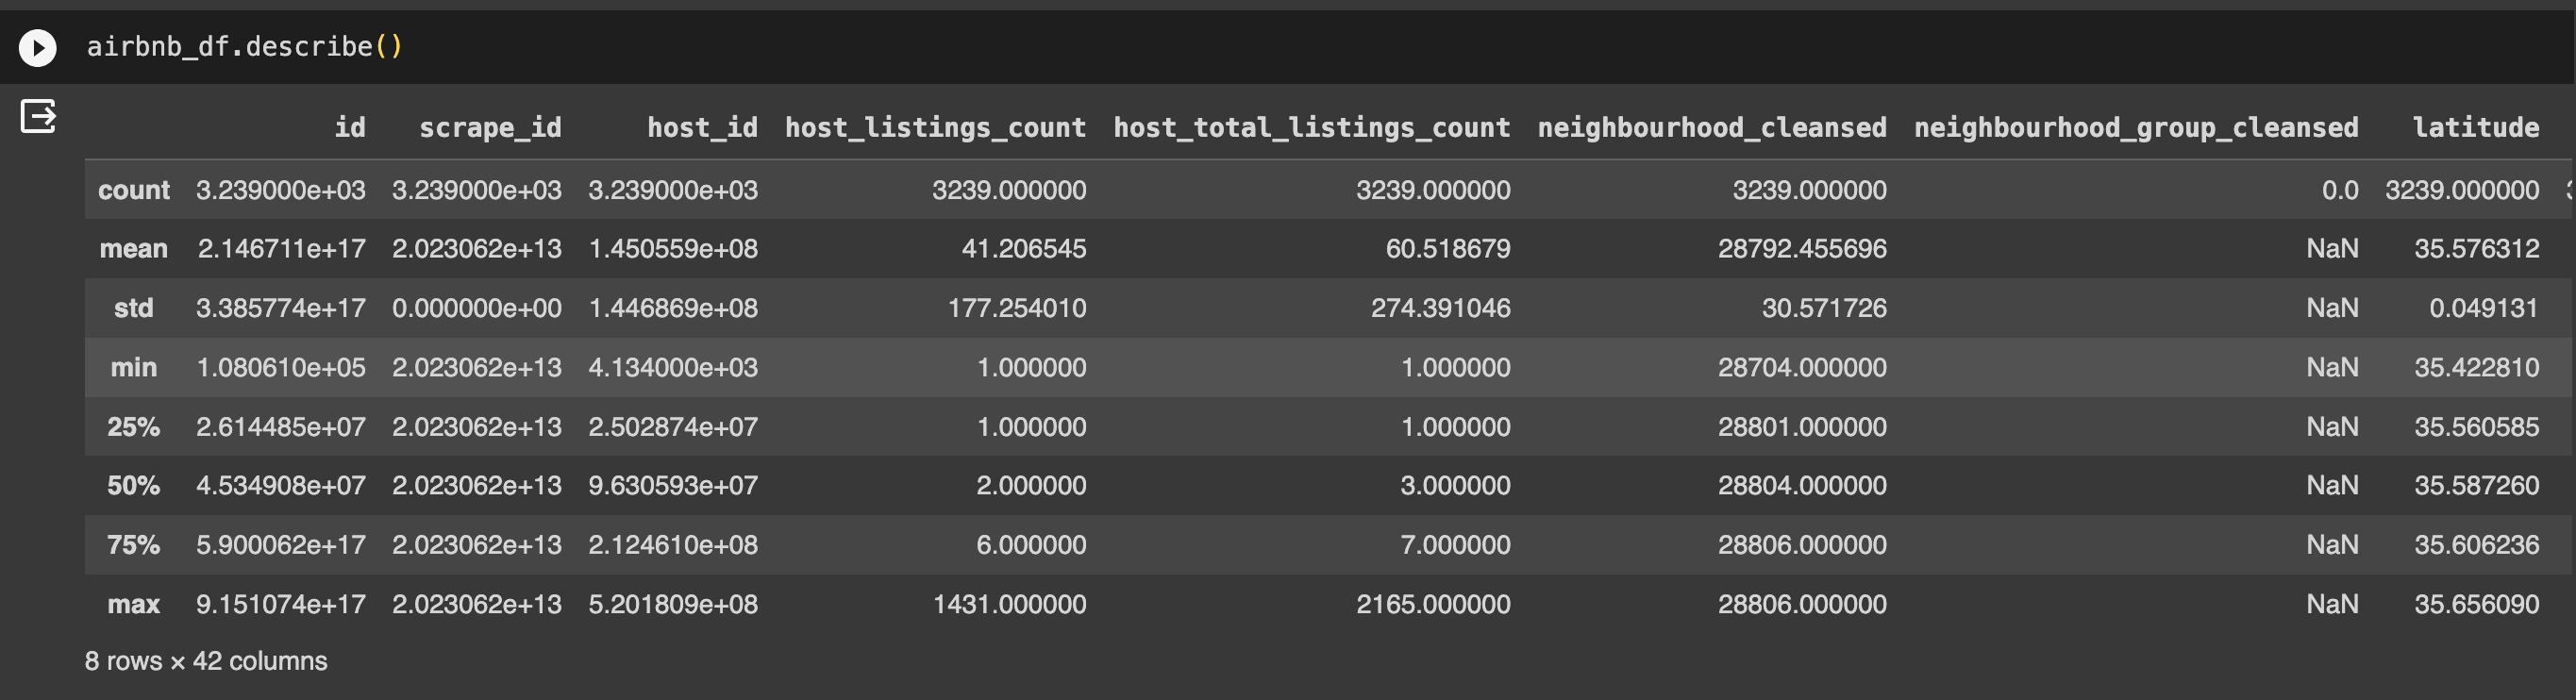 airbnb_df.describe()
id scrape_id host_id host_listings_count host_total_listings_count neighbourhood_cleansed neighbourhood_group_cleansed latitude
count 3.239000e+03 3.239000e+03 3.239000e+03 3239.000000 3239.000000 3239.000000 0.0 3239.000000
mean 2.146711e+17 2.023062e+13 1.450559e+08 41.206545 60.518679 28792.455696 NaN 35.576312
std 3.385774e+17 0.000000e+00 1.446869e+08 177.254010 274.391046 30.571726 NaN 0.049131
min 1.080610e+05 2.023062e+13 4.134000e+03 1.000000 1.000000 28704.000000 NaN 35.422810
25% 2.614485e+07 2.023062e+13 2.502874e+07 1.000000 1.000000 28801.000000 NaN 35.560585
50% 4.534908e+07 2.023062e+13 9.630593e+07 2.000000 3.000000 28804.000000 NaN 35.587260
75% 5.900062e+17 2.023062e+13 2.124610e+08 6.000000 7.000000 28806.000000 NaN 35.606236
max 9.151074e+17 2.023062e+13 5.201809e+08 1431.000000 2165.000000 28806.000000 NaN 35.656090
8 rows × 42 columns